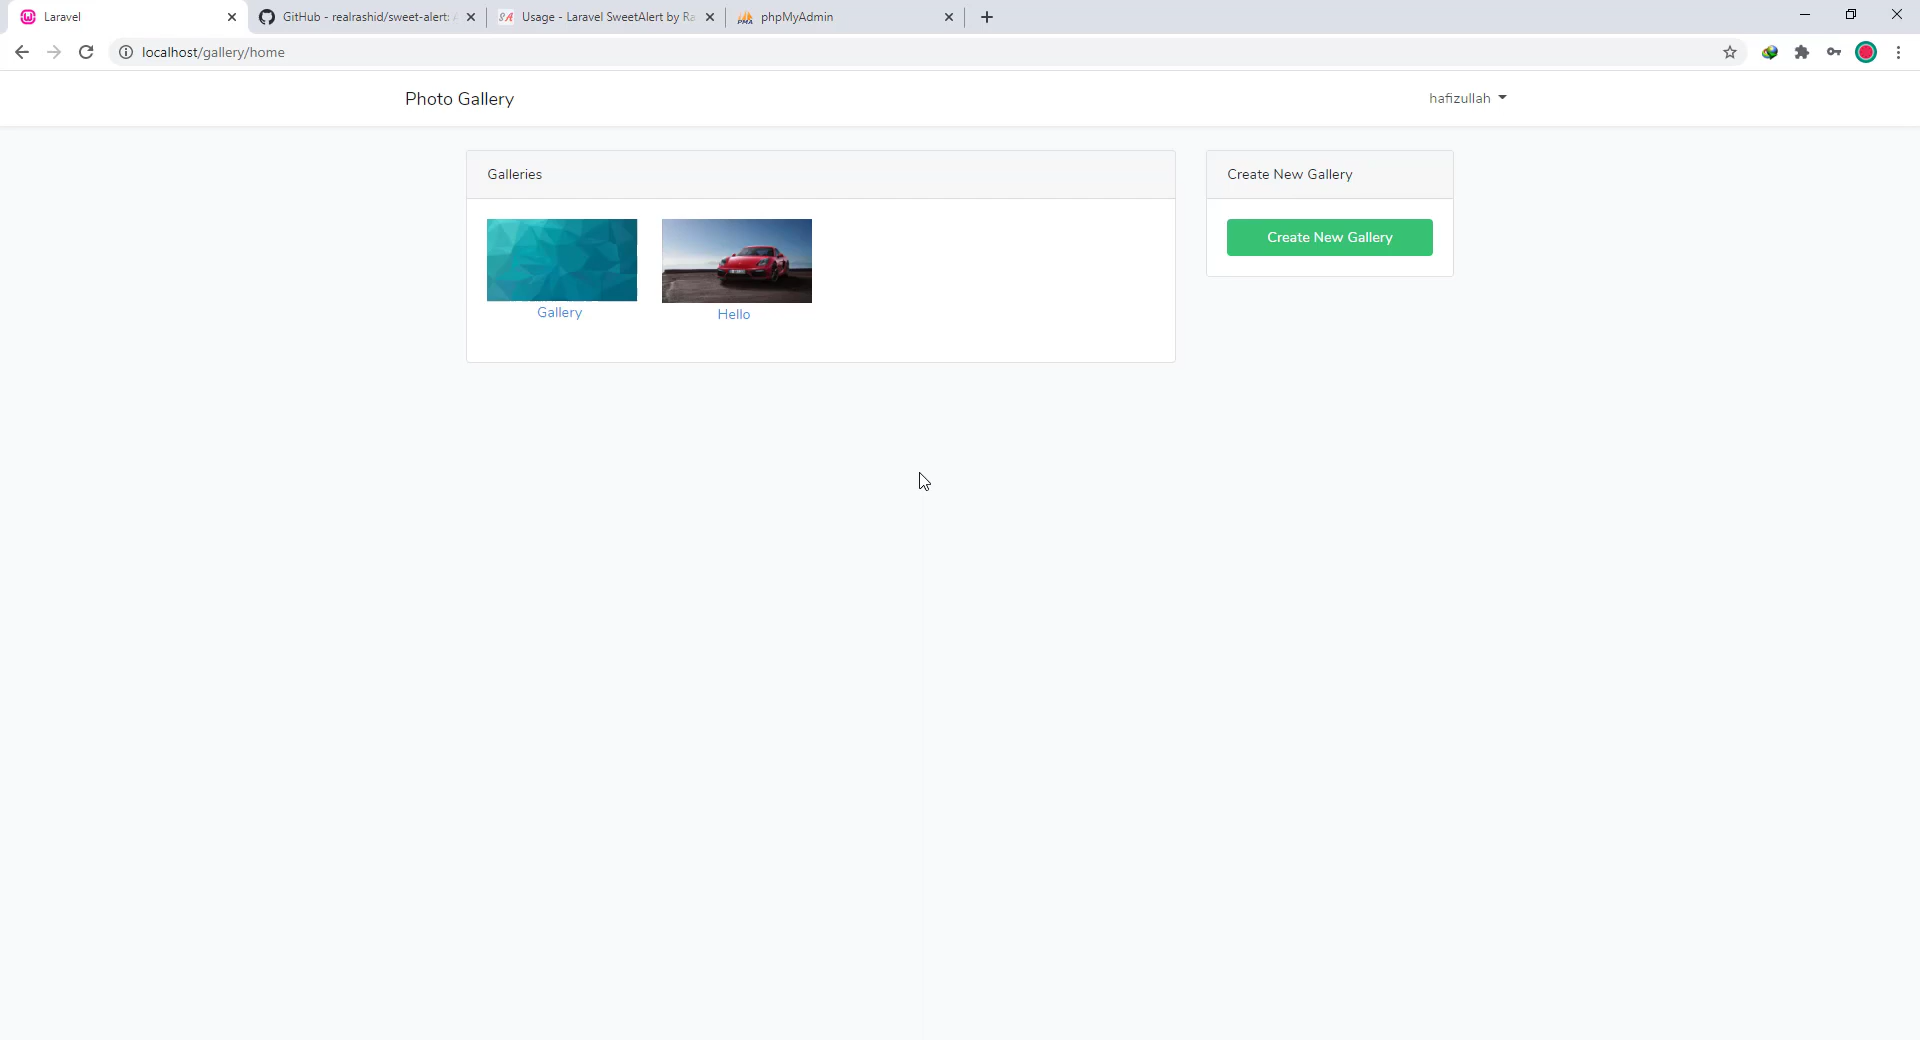 Laravel
GitHub - realrashid/sweet-alert:
Usage - Laravel SweetAlert by Ra
phpMyAdmin
localhost/gallery/home
Photo Gallery
hafizullah
Galleries
Create New Gallery
Create New Gallery
Gallery
Hello